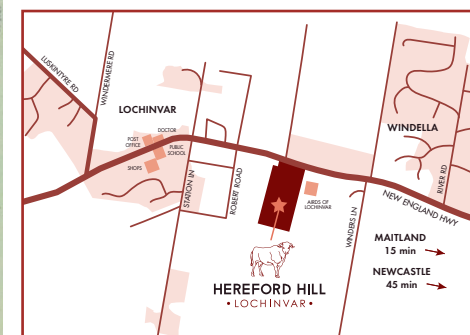 LUSKINTYRE RD
WINDERMERE RD
LOCHINVAR
DOCTOR
POST
OFFICE
PUBLIC
SCHOOL
SHOPS
STATION LN
ROBERT ROAD
AIRDS OF
LOCHINVAR
WINDERS LN
WINDELLA
RIVER RD
NEW ENGLAND HWY
MAITLAND
15 min
NEWCASTLE
45 min
HEREFORD HILL
• LOCHINVAR •